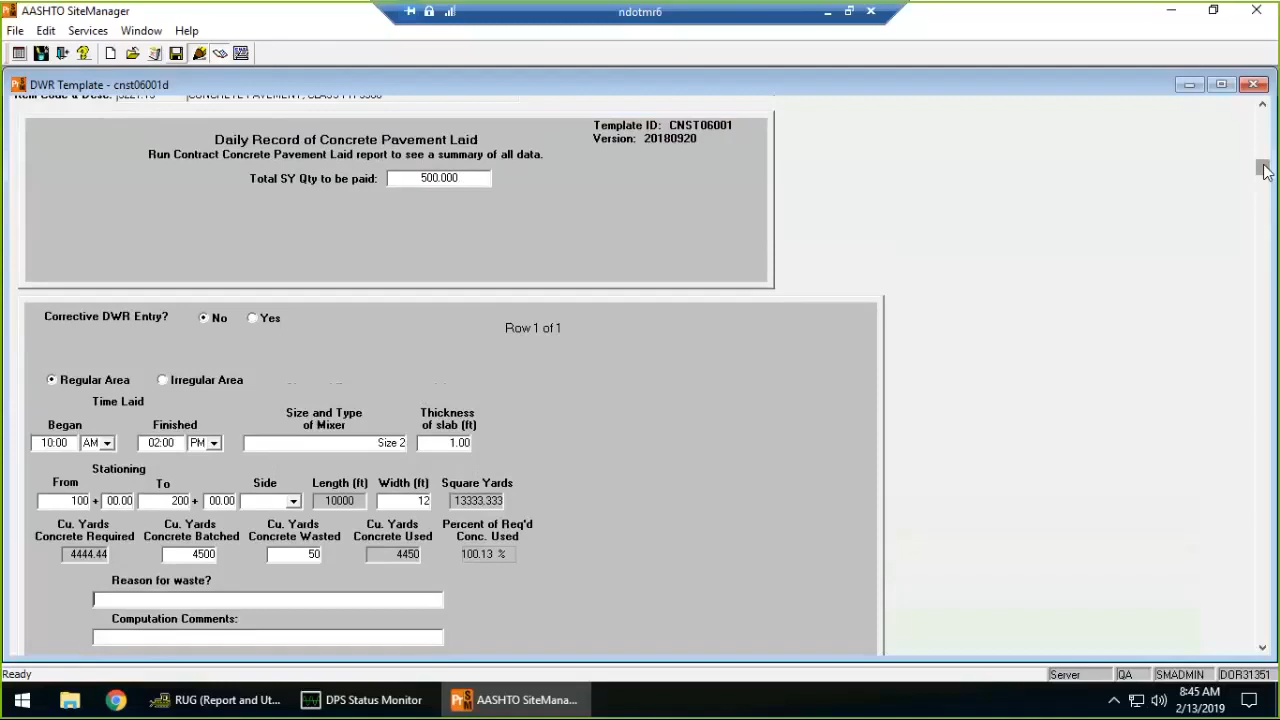 AASHTO SiteManager
ndotmr6
File Edit Services Window Help
DWR Template - cnst06001d
Item Code & Desc: CONCRETE PAVEMENT, CLASS
Template ID: CNST06001
Daily Record of Concrete Pavement Laid
Version: 20180920
Run Contract Concrete Pavement Laid report to see a summary of all data.
Total SY Qty to be paid: 500.000
Corrective DWR Entry? No Yes
Row 1 of 1
Regular Area Irregular Area
Time Laid
Size and Type Thickness
Began Finished of Mixer of slab (ft)
10:00 AM 02:00 PM Size 2 1.00
Stationing
From To Side Length (ft) Width (ft) Square Yards
100 + 00.00 200 + 00.00 10000 12 13333.333
Cu. Yards Cu. Yards Cu. Yards Cu. Yards Percent of Req'd
Concrete Required Concrete Batched Concrete Wasted Concrete Used Conc. Used
4444.44 4500 50 4450 100.13 %
Reason for waste?
Computation Comments:
Ready Server QA SMADMIN DOR31351
RUG (Report and Ut... DPS Status Monitor AASHTO SiteMana... 8:45 AM
2/13/2019